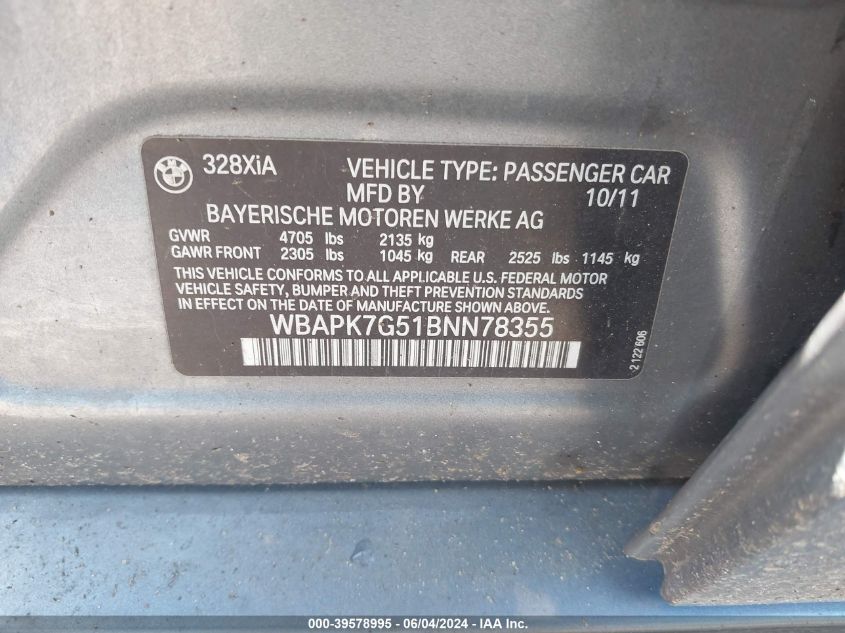 BMW
328XiA VEHICLE TYPE: PASSENGER CAR
MFD BY 10/11
BAYERISCHE MOTOREN WERKE AG
GVWR 4705 lbs 2135 kg
GAWR FRONT 2305 lbs 1045 kg REAR 2525 lbs 1145 kg
THIS VEHICLE CONFORMS TO ALL APPLICABLE U.S. FEDERAL MOTOR
VEHICLE SAFETY, BUMPER AND THEFT PREVENTION STANDARDS
IN EFFECT ON THE DATE OF MANUFACTURE SHOWN ABOVE.
WBAPK7G51BNN78355
2 122 606
000-39578995 - 06/04/2024 - IAA Inc.